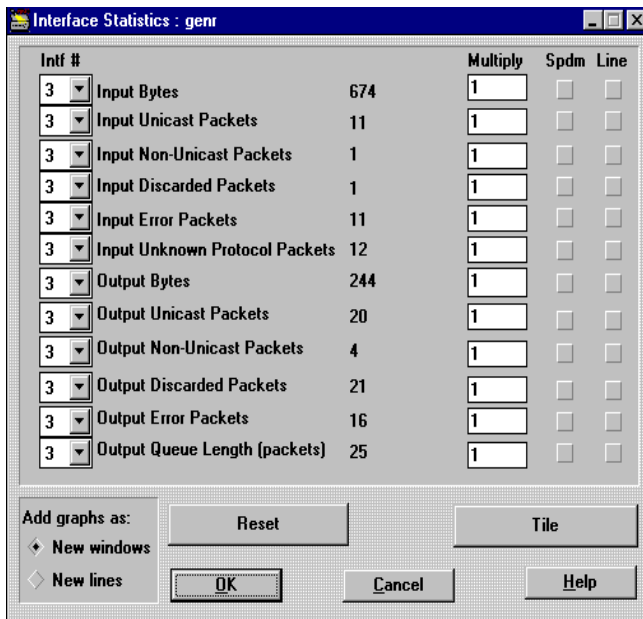 Interface Statistics : genr
Intf # Multiply Spdm Line
3 Input Bytes 674 1
3 Input Unicast Packets 11 1
3 Input Non-Unicast Packets 1 1
3 Input Discarded Packets 1 1
3 Input Error Packets 11 1
3 Input Unknown Protocol Packets 12 1
3 Output Bytes 244 1
3 Output Unicast Packets 20 1
3 Output Non-Unicast Packets 4 1
3 Output Discarded Packets 21 1
3 Output Error Packets 16 1
3 Output Queue Length (packets) 25 1
Add graphs as:
New windows
New lines
Reset
Tile
OK
Cancel
Help